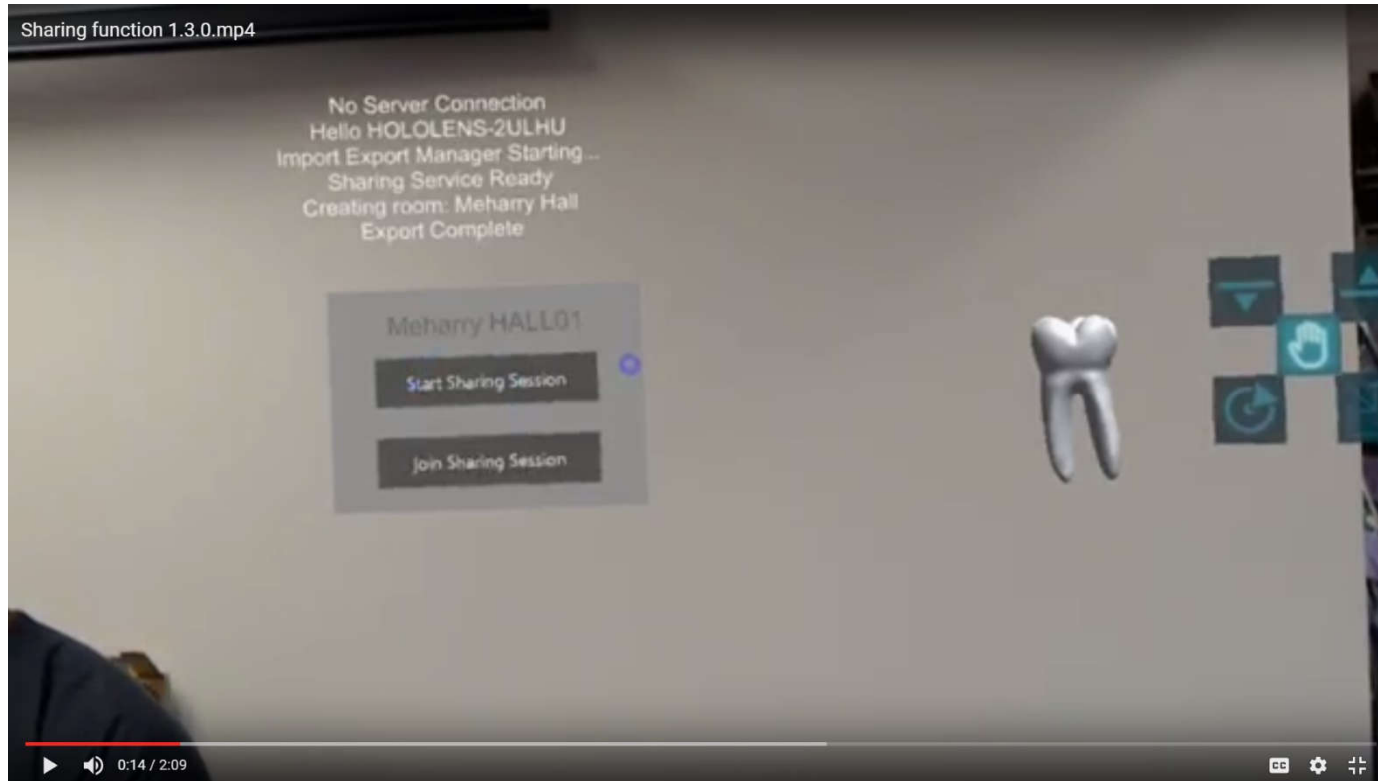 Sharing function 1.3.0.mp4
No Server Connection
Hello HOLOLENS-2ULHU
Import Export Manager Starting...
Sharing Service Ready
Creating room: Meharry Hall
Export Complete
Meharry HALL01
Start Sharing Session
Join Sharing Session
0:14 / 2:09
CC